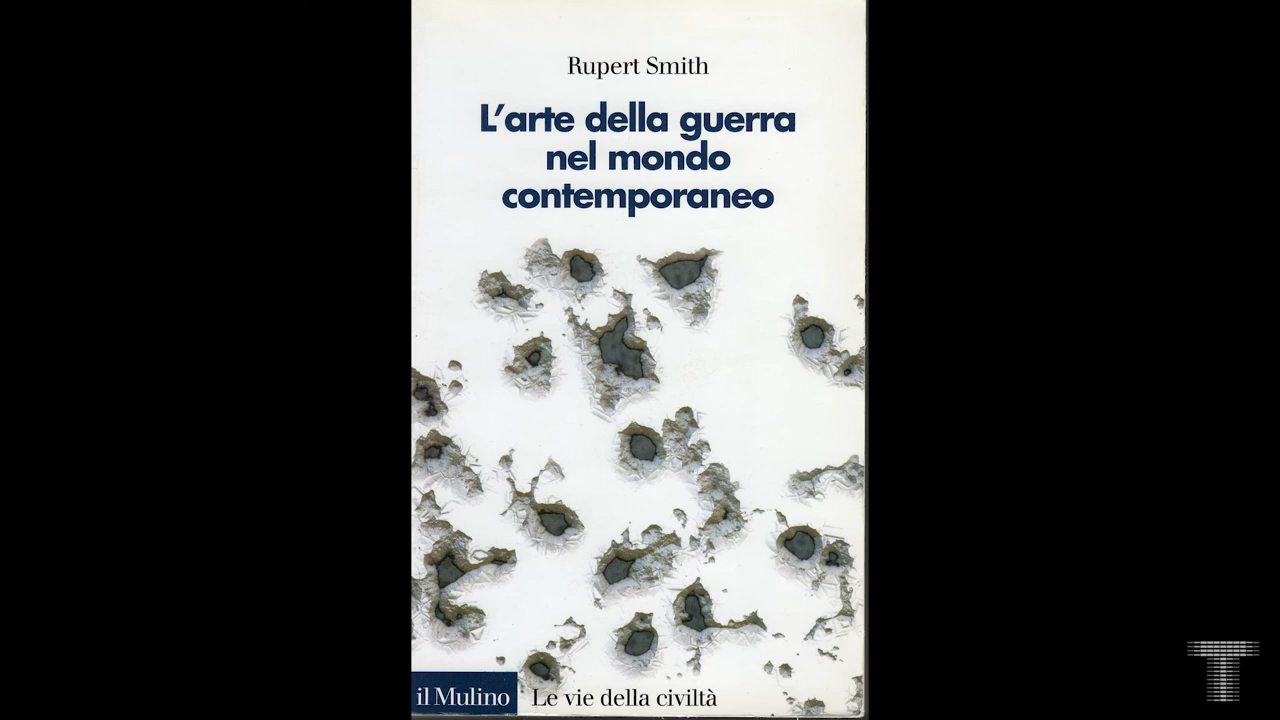 Rupert Smith
L'arte della guerra
nel mondo
contemporaneo
il Mulino
Le vie della civiltà
T